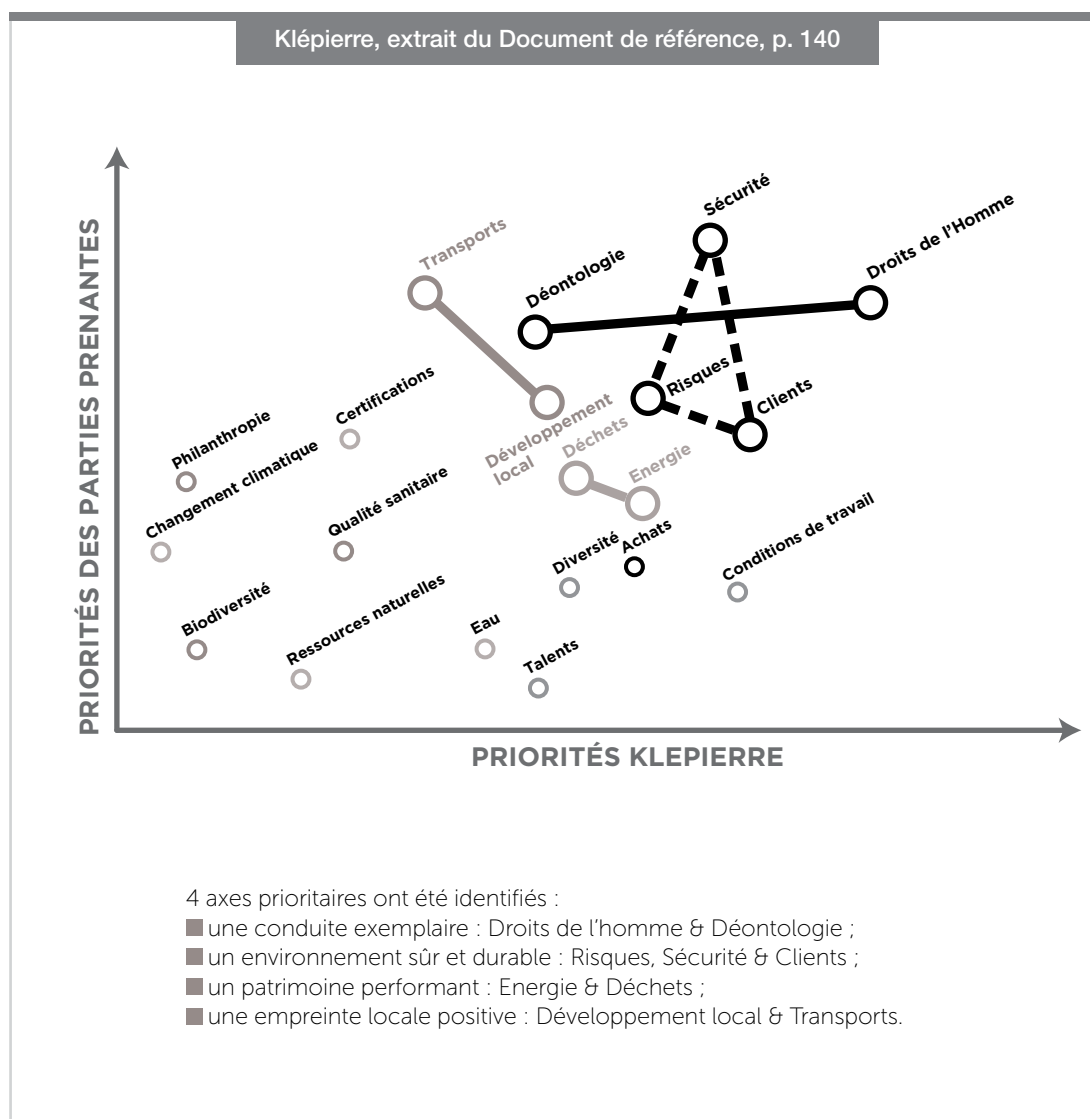 Klépierre, extrait du Document de référence, p. 140
PRIORITÉS DES PARTIES PRENANTES
Sécurité
Droits de l'Homme
Transports
Déontologie
Risques
Clients
Certifications
Développement
local
Philanthropie
Déchets
Energie
Changement climatique
Qualité sanitaire
Diversité
Achats
Conditions de travail
Biodiversité
Ressources naturelles
Eau
Talents
PRIORITÉS KLEPIERRE
4 axes prioritaires ont été identifiés :
une conduite exemplaire : Droits de l'homme & Déontologie ;
un environnement sûr et durable : Risques, Sécurité & Clients ;
un patrimoine performant : Energie & Déchets ;
une empreinte locale positive : Développement local & Transports.